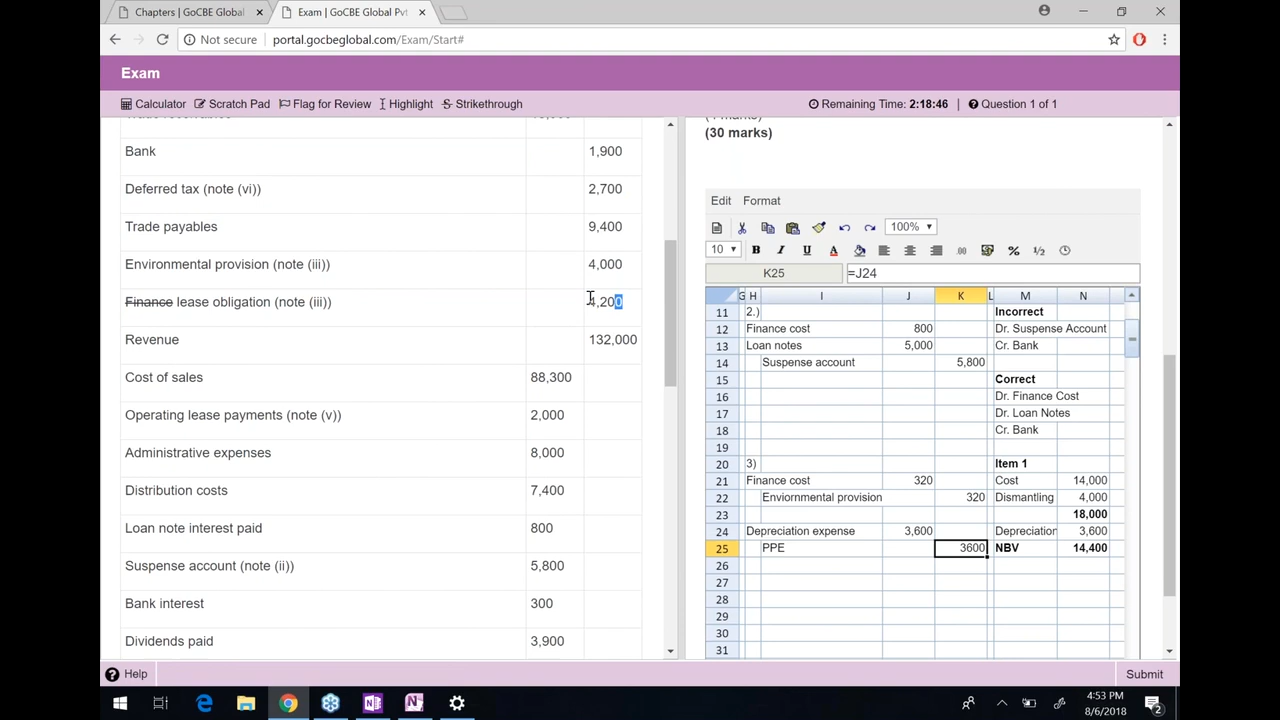 Chapters | GoCBE Global
Exam | GoCBE Global Pvt
Not secure portal.gocbeglobal.com/Exam/Start#
Exam
Calculator Scratch Pad Flag for Review Highlight Strikethrough Remaining Time: 2:18:46 Question 1 of 1
Bank 1,900
Deferred tax (note (vi)) 2,700
Trade payables 9,400
Environmental provision (note (iii)) 4,000
Finance lease obligation (note (iii)) 4,200
Revenue 132,000
Cost of sales 88,300
Operating lease payments (note (v)) 2,000
Administrative expenses 8,000
Distribution costs 7,400
Loan note interest paid 800
Suspense account (note (ii)) 5,800
Bank interest 300
Dividends paid 3,900
(30 marks)
Edit Format
100%
10 B I U A .00 % ½
K25 =J24
G H I J K L M N
11 2.) Incorrect
12 Finance cost 800 Dr. Suspense Account
13 Loan notes 5,000 Cr. Bank
14 Suspense account 5,800
15 Correct
16 Dr. Finance Cost
17 Dr. Loan Notes
18 Cr. Bank
19
20 3) Item 1
21 Finance cost 320 Cost 14,000
22 Enviornmental provision 320 Dismantling 4,000
23 18,000
24 Depreciation expense 3,600 Depreciation 3,600
25 PPE 3600 NBV 14,400
26
27
28
29
30
31
Help Submit
4:53 PM
8/6/2018
2